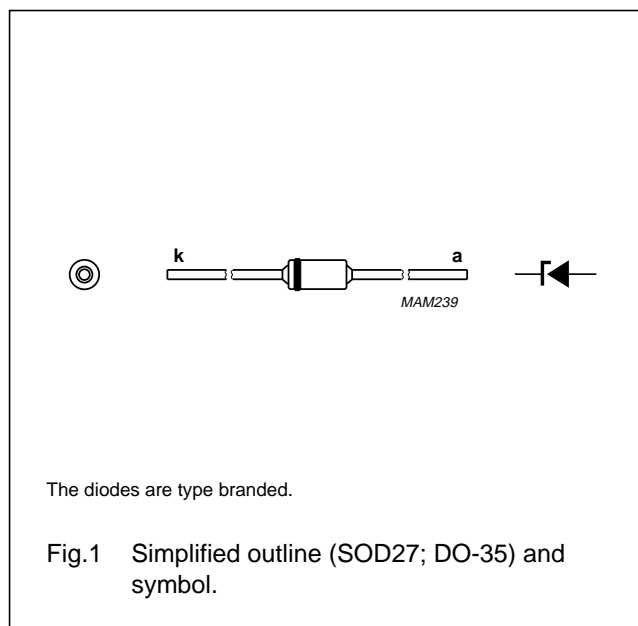 k a
MAM239
The diodes are type branded.
Fig.1 Simplified outline (SOD27; DO-35) and
symbol.